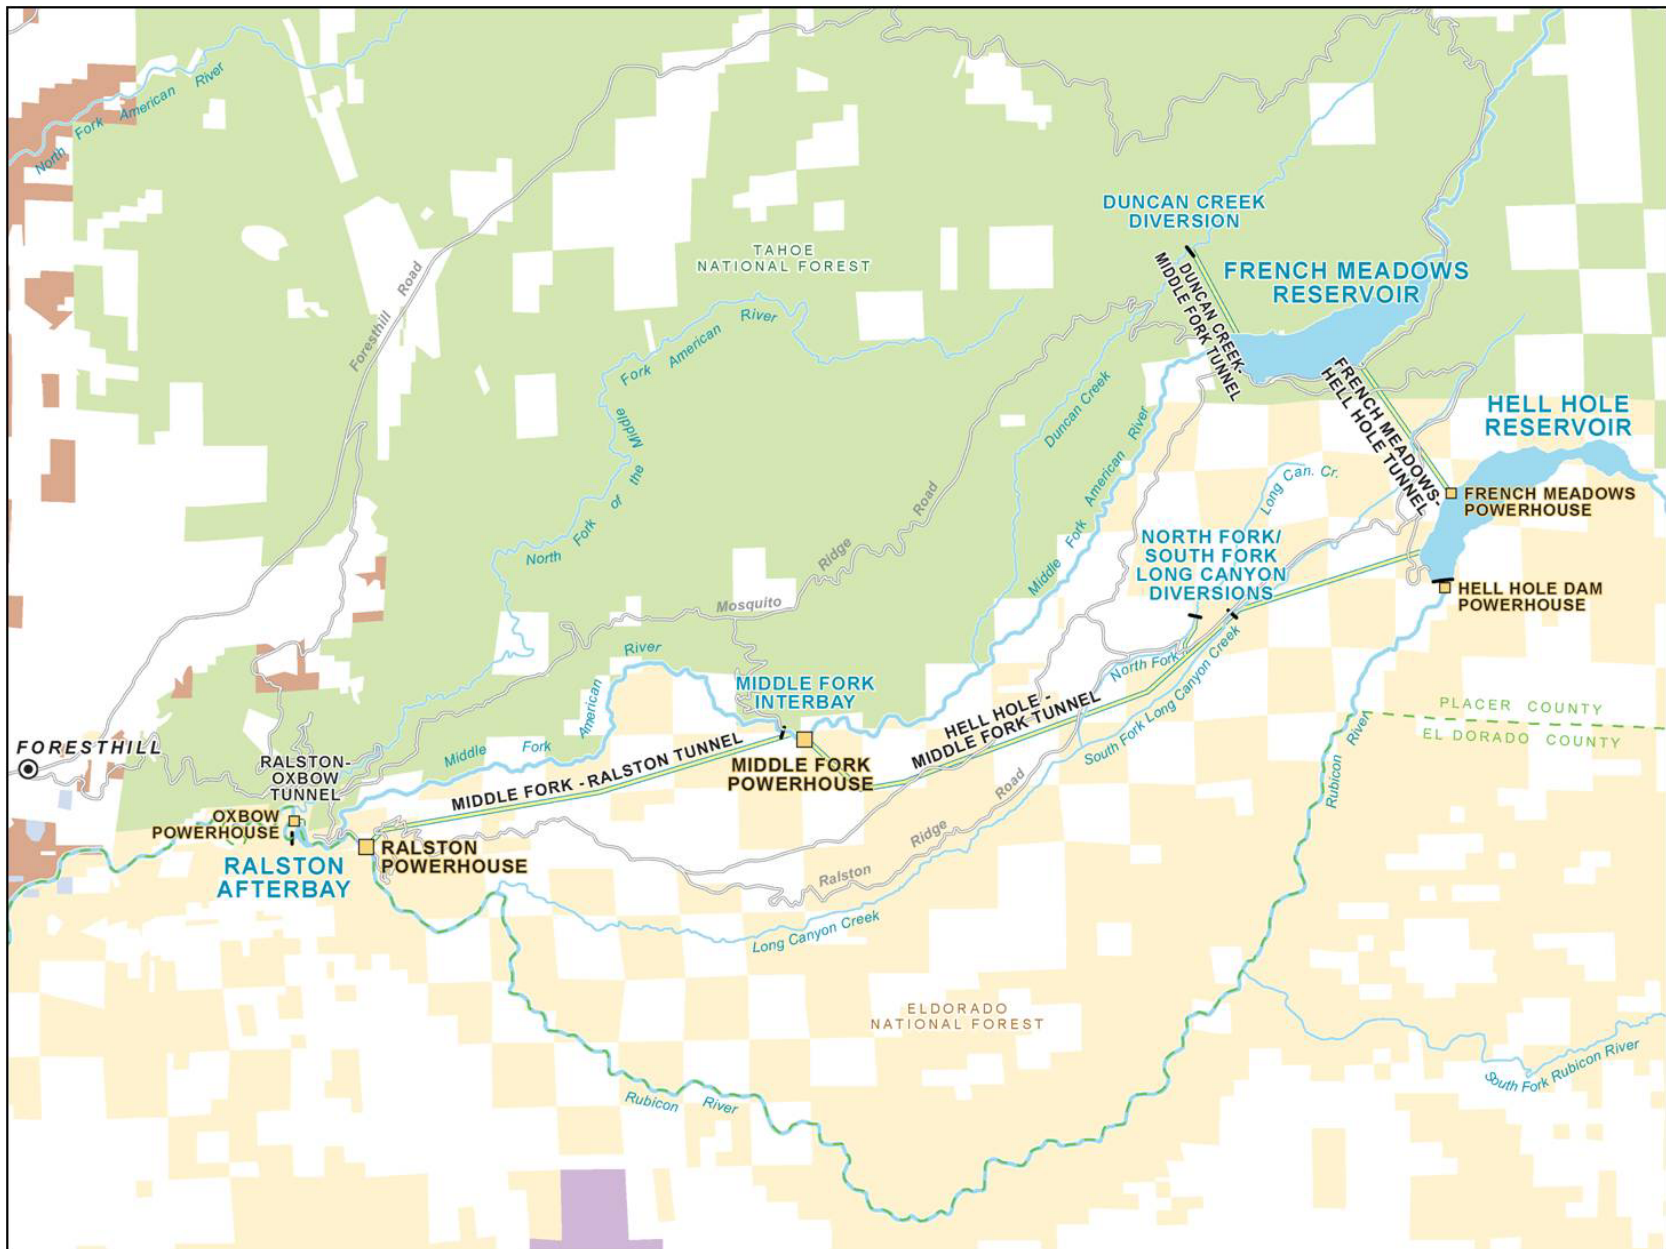 North Fork American River
DUNCAN CREEK
DIVERSION
TAHOE
NATIONAL FOREST
FRENCH MEADOWS
RESERVOIR
DUNCAN CREEK-
MIDDLE FORK TUNNEL
Foresthill Road
North Fork of the Middle Fork American River
FRENCH MEADOWS-
HELL HOLE TUNNEL
HELL HOLE
RESERVOIR
Duncan Creek
Middle Fork American River
Long Can. Cr.
FRENCH MEADOWS
POWERHOUSE
Mosquito Ridge Road
NORTH FORK/
SOUTH FORK
LONG CANYON
DIVERSIONS
HELL HOLE DAM
POWERHOUSE
North Fork
South Fork Long Canyon Creek
MIDDLE FORK
INTERBAY
HELL HOLE -
MIDDLE FORK TUNNEL
PLACER COUNTY
EL DORADO COUNTY
Middle Fork American River
FORESTHILL
RALSTON-
OXBOW
TUNNEL
MIDDLE FORK - RALSTON TUNNEL
MIDDLE FORK
POWERHOUSE
Rubicon River
OXBOW
POWERHOUSE
RALSTON
POWERHOUSE
RALSTON
AFTERBAY
Ralston Ridge Road
Long Canyon Creek
ELDORADO
NATIONAL FOREST
South Fork Rubicon River
Rubicon River